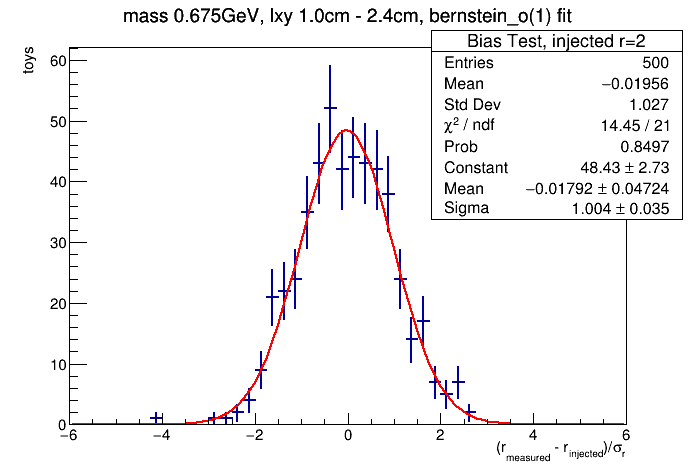 mass 0.675GeV, lxy 1.0cm - 2.4cm, bernstein_o(1) fit
Bias Test, injected r=2
Entries 500
Mean −0.01956
Std Dev 1.027
χ² / ndf 14.45 / 21
Prob 0.8497
Constant 48.43 ± 2.73
Mean −0.01792 ± 0.04724
Sigma 1.004 ± 0.035
toys
60
50
40
30
20
10
0
−6 −4 −2 0 2 4 6
(r_measured - r_injected)/σ_r